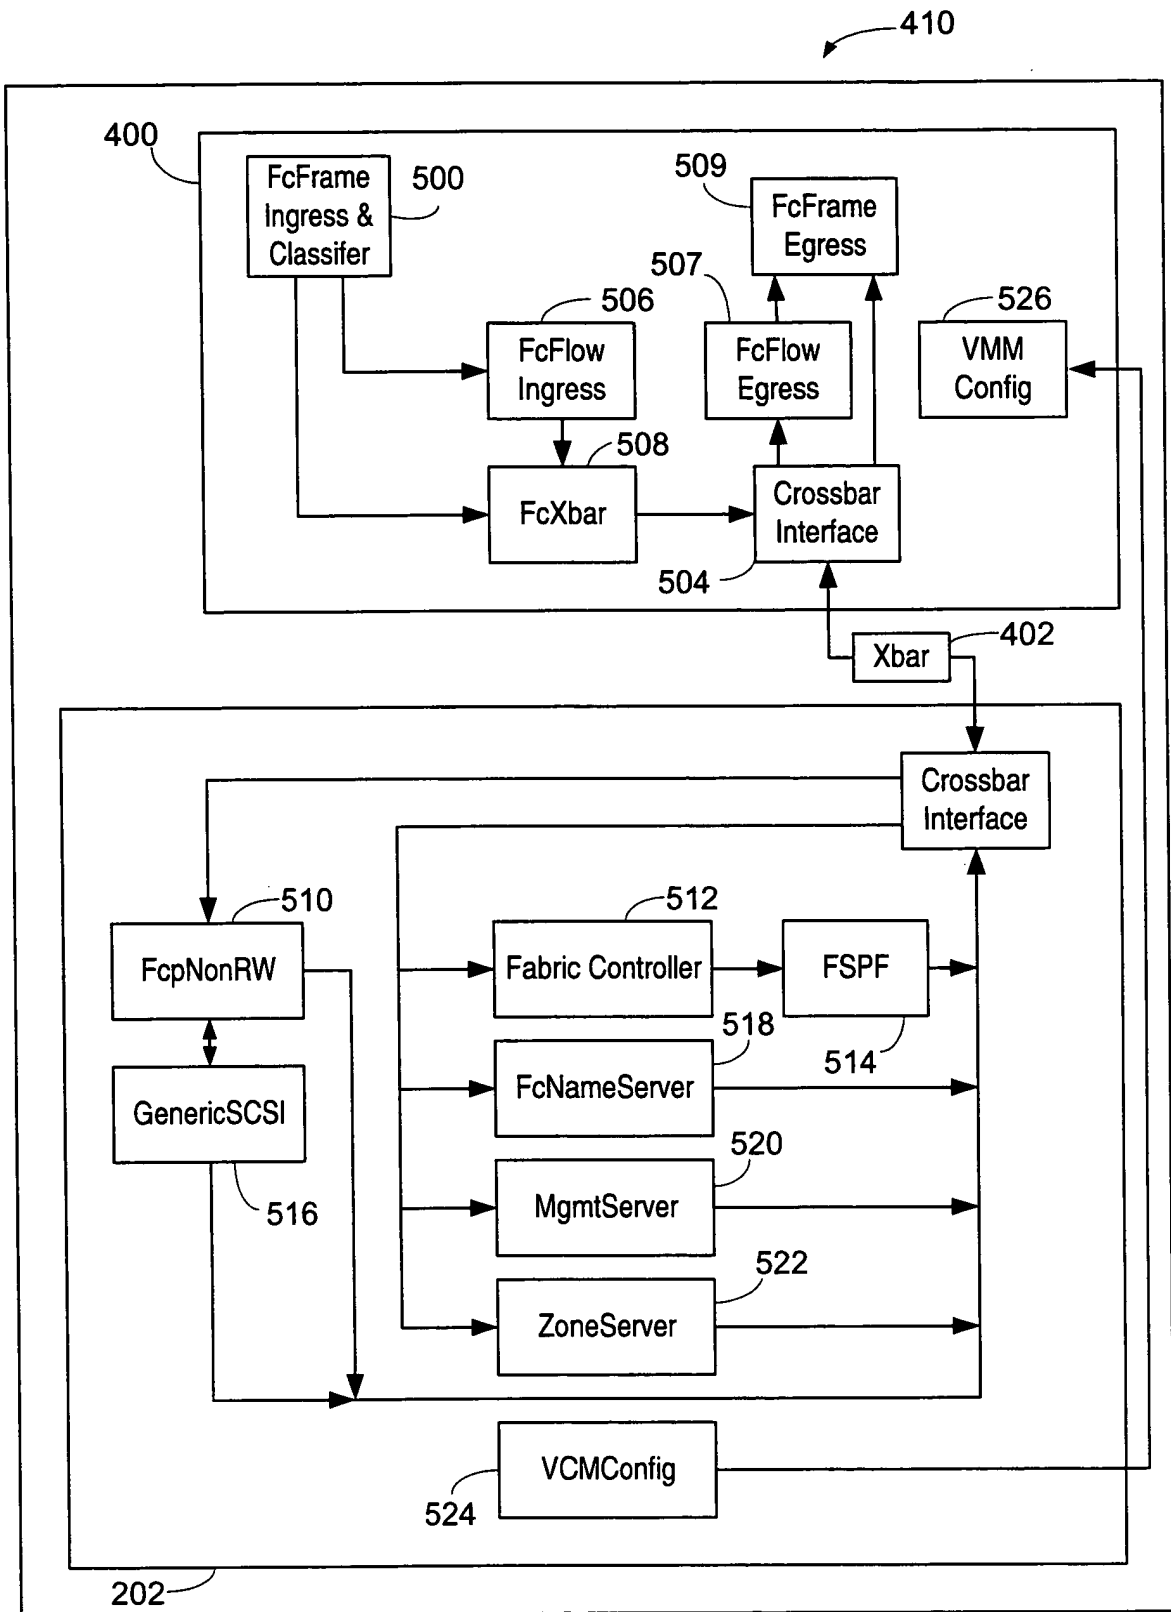 410
400
FcFrame
Ingress &
Classifer
500
509
FcFrame
Egress
507
506
526
FcFlow
Ingress
FcFlow
Egress
VMM
Config
508
FcXbar
Crossbar
Interface
504
Xbar
402
Crossbar
Interface
510
512
FcpNonRW
Fabric Controller
FSPF
518
514
GenericSCSI
FcNameServer
516
520
MgmtServer
522
ZoneServer
VCMConfig
524
202